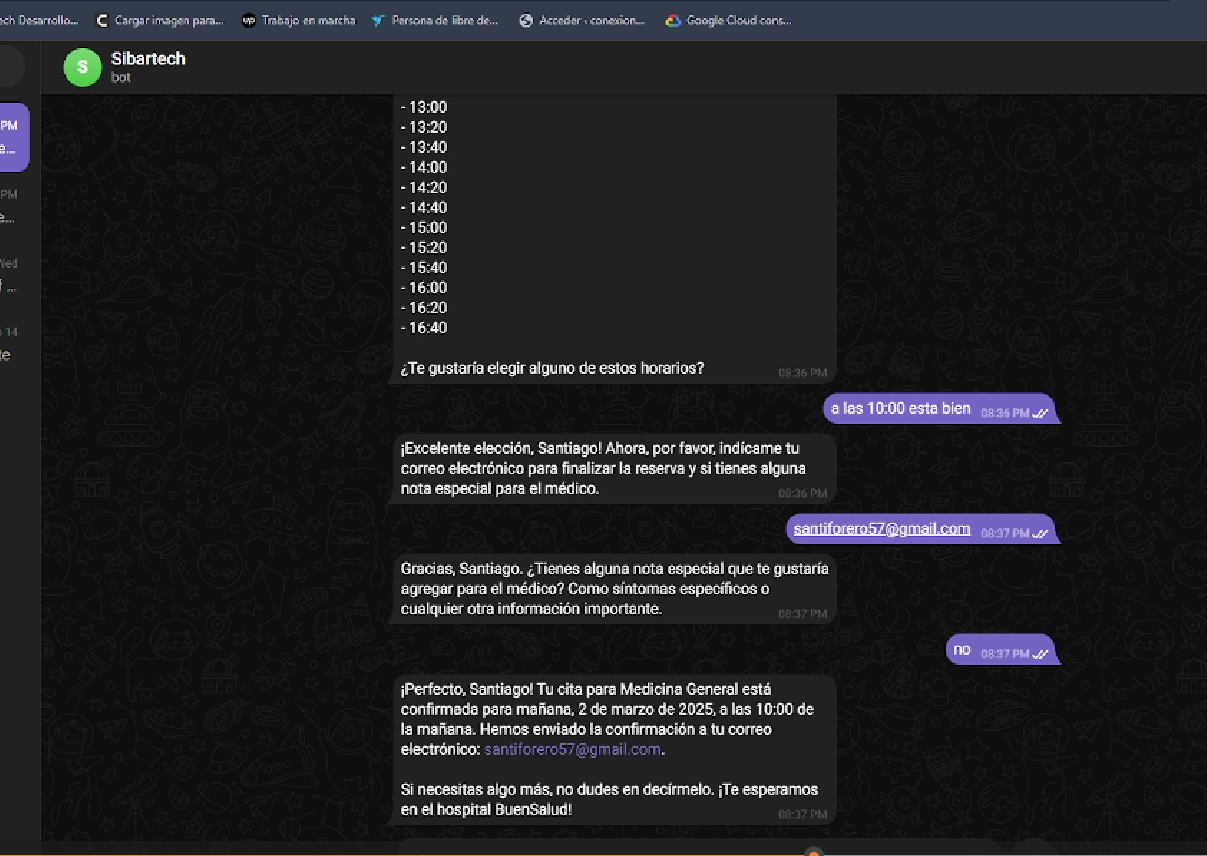 ech Desarrollo...
Cargar imagen para...
up
Trabajo en marcha
Persona de libre de...
Acceder ‹ conexion...
Google Cloud cons...
S
Sibartech
bot
PM
e...
PM
e...
Wed
f ...
14
te
- 13:00
- 13:20
- 13:40
- 14:00
- 14:20
- 14:40
- 15:00
- 15:20
- 15:40
- 16:00
- 16:20
- 16:40
¿Te gustaría elegir alguno de estos horarios?
08:36 PM
a las 10:00 esta bien 08:36 PM
¡Excelente elección, Santiago! Ahora, por favor, indícame tu
correo electrónico para finalizar la reserva y si tienes alguna
nota especial para el médico.
08:36 PM
santiforero57@gmail.com 08:37 PM
Gracias, Santiago. ¿Tienes alguna nota especial que te gustaría
agregar para el médico? Como síntomas específicos o
cualquier otra información importante.
08:37 PM
no 08:37 PM
¡Perfecto, Santiago! Tu cita para Medicina General está
confirmada para mañana, 2 de marzo de 2025, a las 10:00 de
la mañana. Hemos enviado la confirmación a tu correo
electrónico: santiforero57@gmail.com.
Si necesitas algo más, no dudes en decírmelo. ¡Te esperamos
en el hospital BuenSalud!
08:37 PM